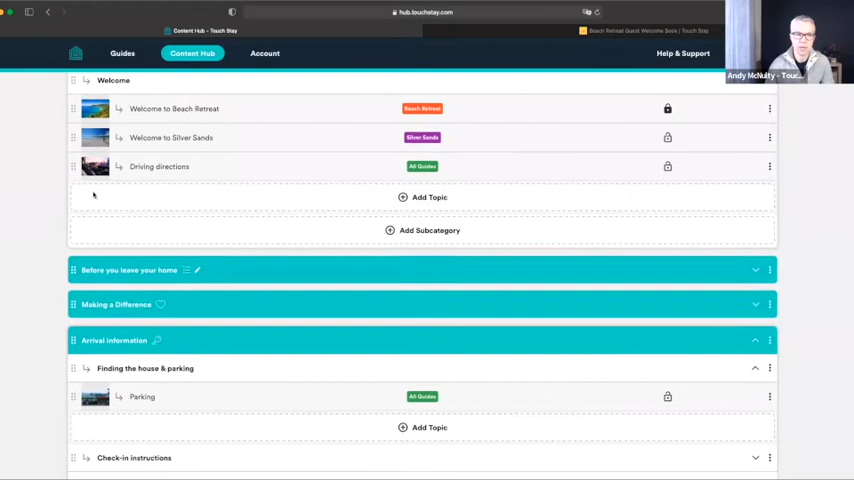 hub.touchstay.com
Content Hub - Touch Stay
Beach Retreat Guest Welcome Book | Touch Stay
Guides
Content Hub
Account
Help & Support
Andy McNulty - Touc...
Welcome
Welcome to Beach Retreat
Beach Retreat
Welcome to Silver Sands
Silver Sands
Driving directions
All Guides
Add Topic
Add Subcategory
Before you leave your home
Making a Difference
Arrival information
Finding the house & parking
Parking
All Guides
Add Topic
Check-in instructions